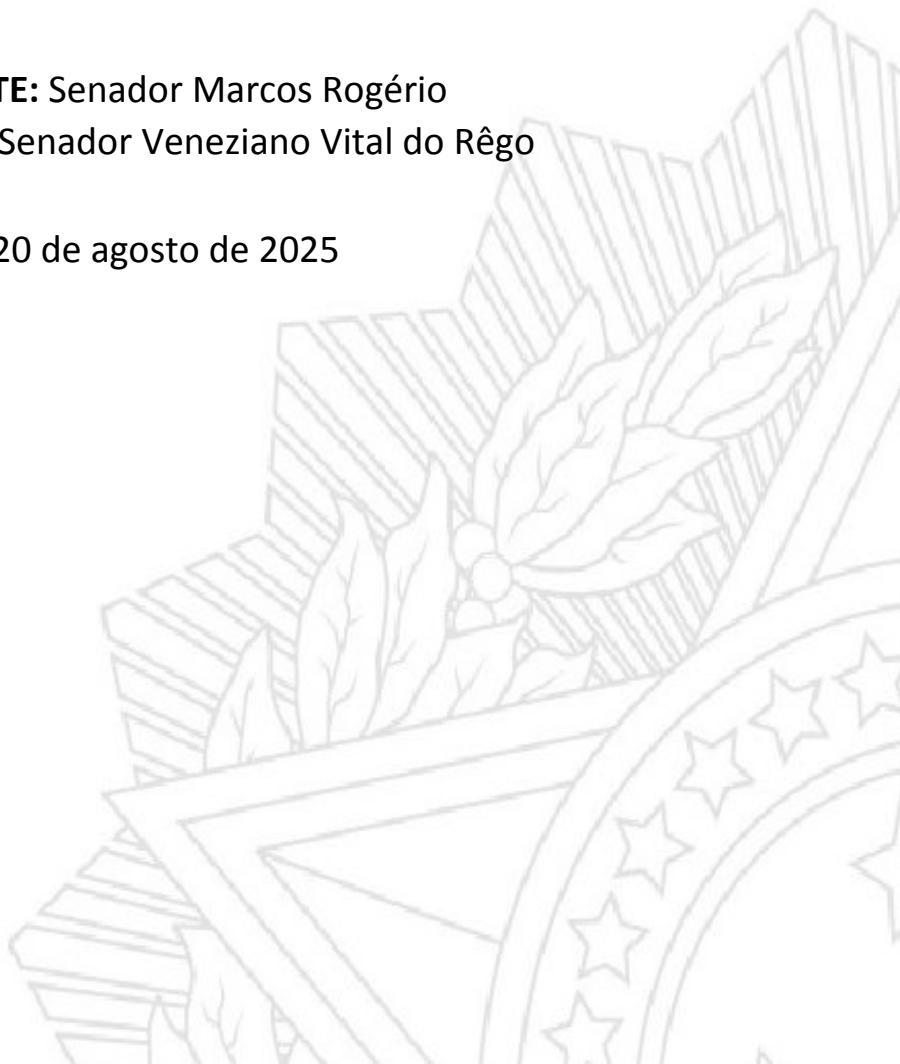 TE: Senador Marcos Rogério
Senador Veneziano Vital do Rêgo
20 de agosto de 2025